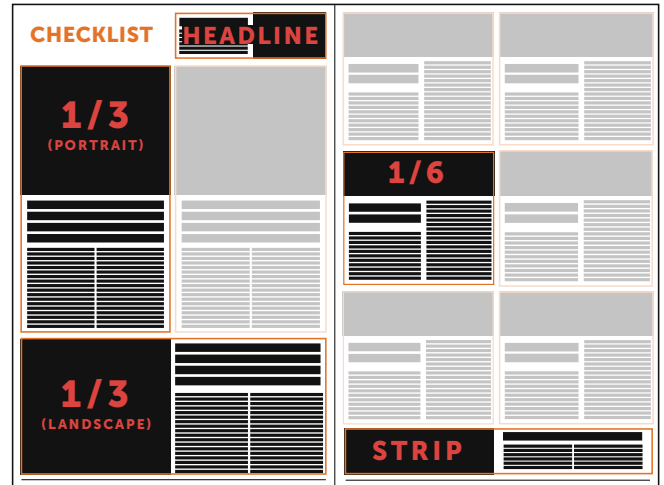 CHECKLIST
HEADLINE
1/3
(PORTRAIT)
1/3
(LANDSCAPE)
1/6
STRIP